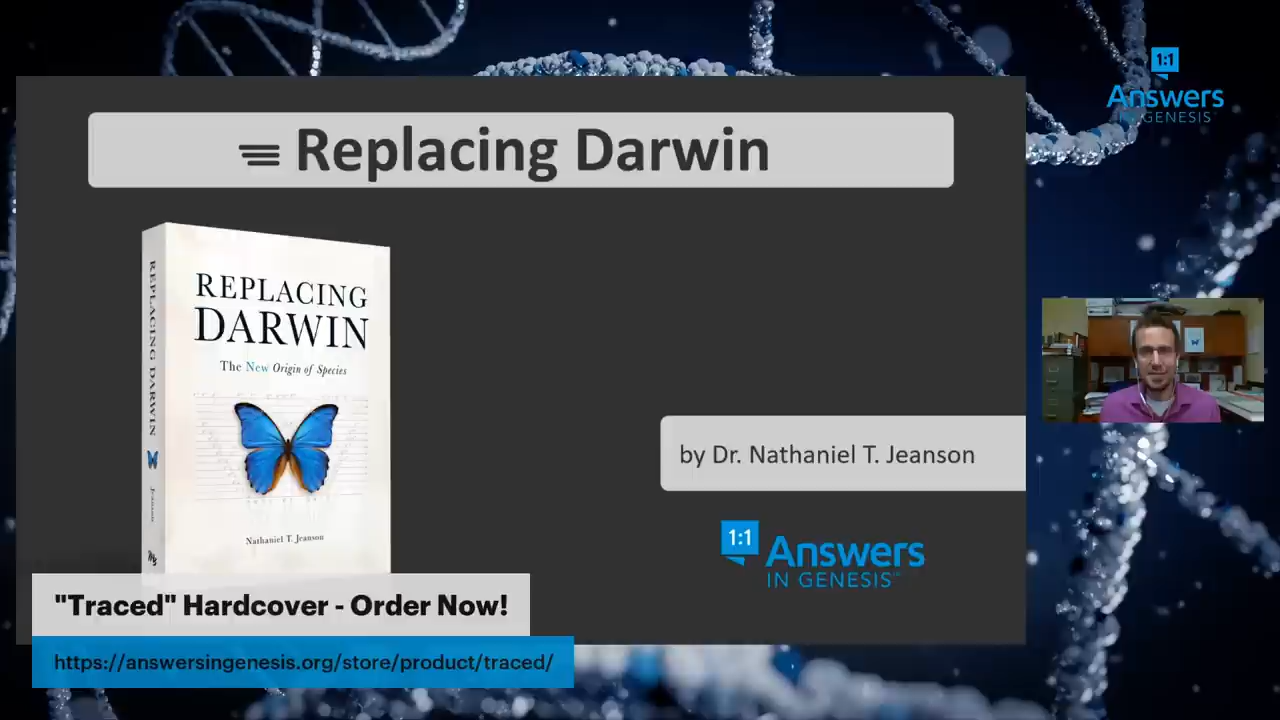 Replacing Darwin
REPLACING
DARWIN
The New Origin of Species
Nathaniel T. Jeanson
REPLACING DARWIN
Jeanson
by Dr. Nathaniel T. Jeanson
1:1
Answers
IN GENESIS
1:1
Answers
IN GENESIS
"Traced" Hardcover - Order Now!
https://answersingenesis.org/store/product/traced/